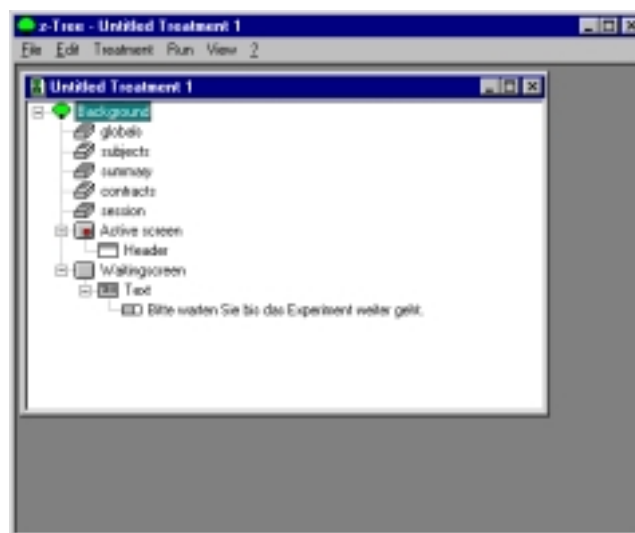 z-Tree - Untitled Treatment 1
File Edit Treatment Run View ?
Untitled Treatment 1
Background
globals
subjects
summary
contracts
session
Active screen
Header
Waitingscreen
Text
Bitte warten Sie bis das Experiment weiter geht.